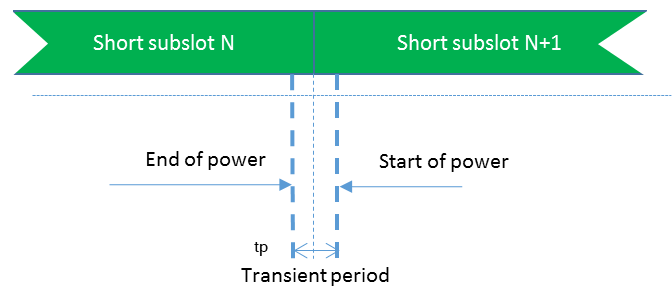 Short subslot N
Short subslot N+1
End of power
Start of power
tp
Transient period